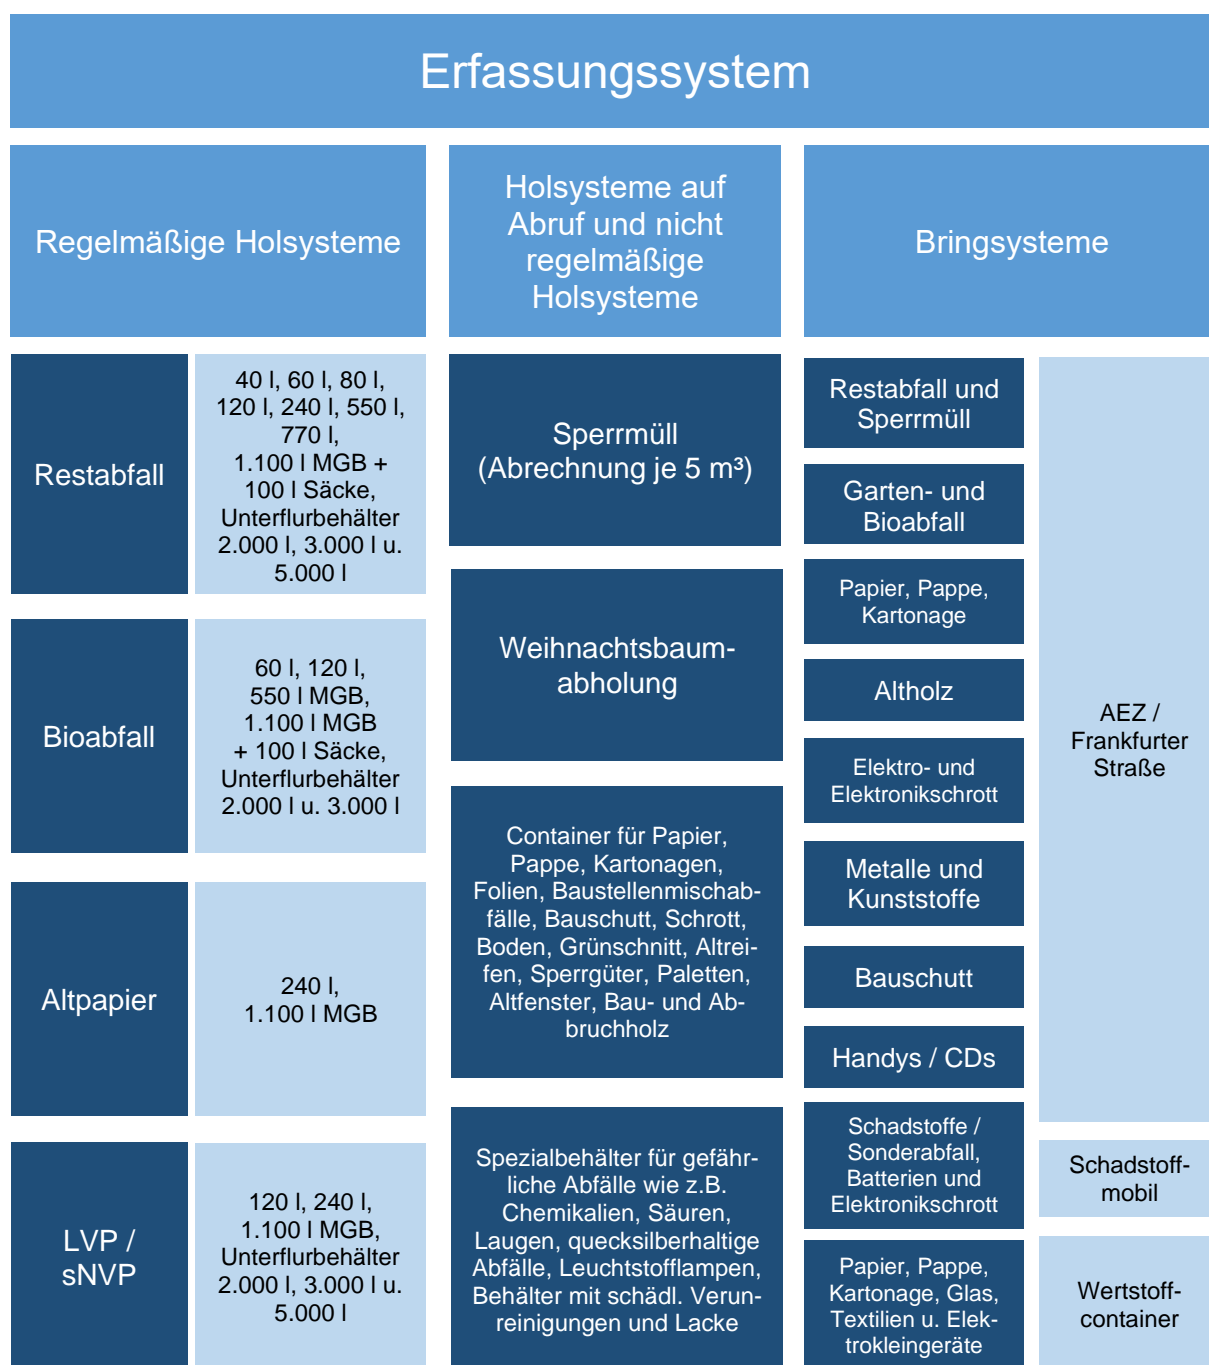 Erfassungssystem
Regelmäßige Holsysteme
Holsysteme auf
Abruf und nicht
regelmäßige
Holsysteme
Bringsysteme
Restabfall
40 l, 60 l, 80 l,
120 l, 240 l, 550 l,
770 l,
1.100 l MGB +
100 l Säcke,
Unterflurbehälter
2.000 l, 3.000 l u.
5.000 l
Bioabfall
60 l, 120 l,
550 l MGB,
1.100 l MGB
+ 100 l Säcke,
Unterflurbehälter
2.000 l u. 3.000 l
Altpapier
240 l,
1.100 l MGB
LVP /
sNVP
120 l, 240 l,
1.100 l MGB,
Unterflurbehälter
2.000 l, 3.000 l u.
5.000 l
Sperrmüll
(Abrechnung je 5 m³)
Weihnachtsbaum-
abholung
Container für Papier,
Pappe, Kartonagen,
Folien, Baustellenmischab-
fälle, Bauschutt, Schrott,
Boden, Grünschnitt, Altrei-
fen, Sperrgüter, Paletten,
Altfenster, Bau- und Ab-
bruchholz
Spezialbehälter für gefähr-
liche Abfälle wie z.B.
Chemikalien, Säuren,
Laugen, quecksilberhaltige
Abfälle, Leuchtstofflampen,
Behälter mit schädl. Verun-
reinigungen und Lacke
Restabfall und
Sperrmüll
Garten- und
Bioabfall
Papier, Pappe,
Kartonage
Altholz
Elektro- und
Elektronikschrott
Metalle und
Kunststoffe
Bauschutt
Handys / CDs
Schadstoffe /
Sonderabfall,
Batterien und
Elektronikschrott
Papier, Pappe,
Kartonage, Glas,
Textilien u. Elek-
trokleingeräte
AEZ /
Frankfurter
Straße
Schadstoff-
mobil
Wertstoff-
container